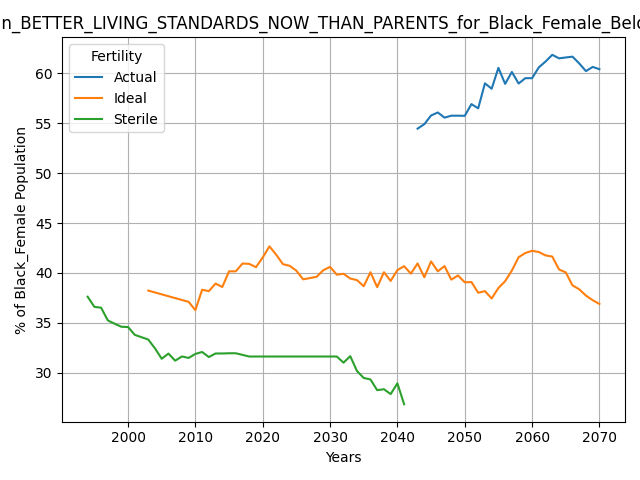 n_BETTER_LIVING_STANDARDS_NOW_THAN_PARENTS_for_Black_Female_Belo
Fertility
Actual
Ideal
Sterile
% of Black_Female Population
60
55
50
45
40
35
30
2000 2010 2020 2030 2040 2050 2060 2070
Years